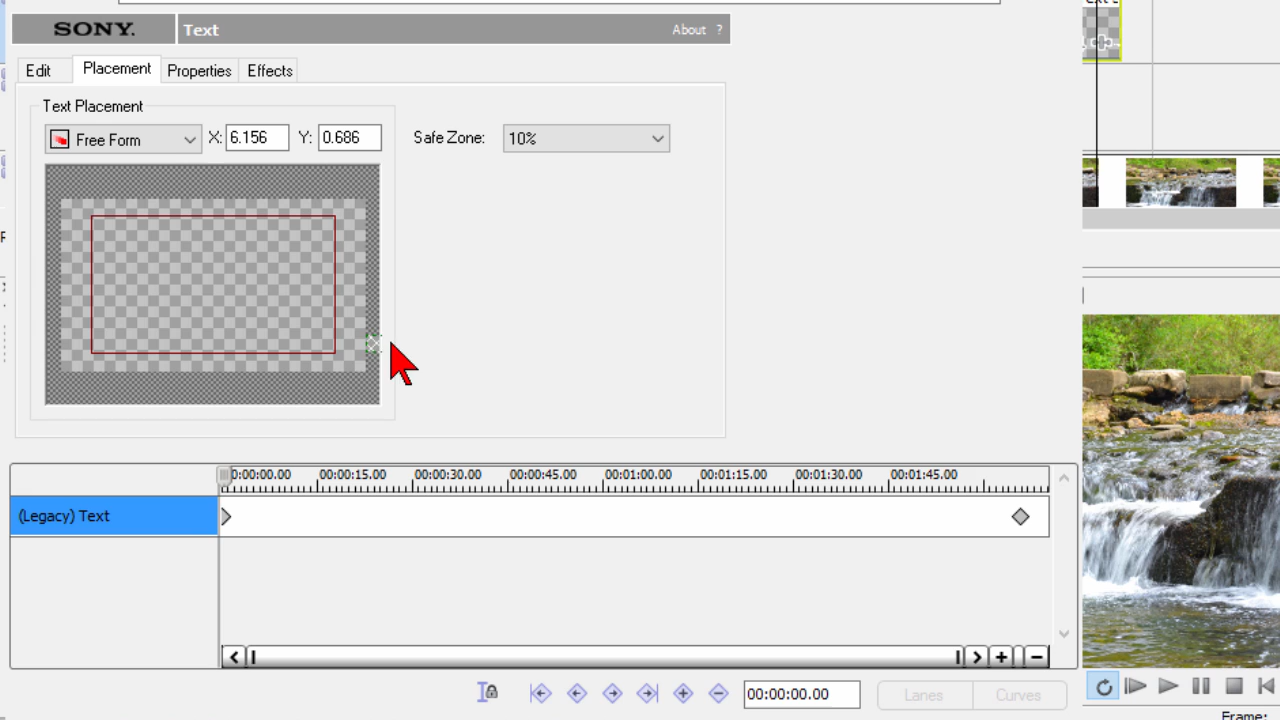 SONY. Text About ?
Edit Placement Properties Effects
Text Placement
Free Form X: 6.156 Y: 0.686 Safe Zone: 10%
0:00:00.00 00:00:15.00 00:00:30.00 00:00:45.00 00:01:00.00 00:01:15.00 00:01:30.00 00:01:45.00
(Legacy) Text
00:00:00.00 Lanes Curves
Frame: